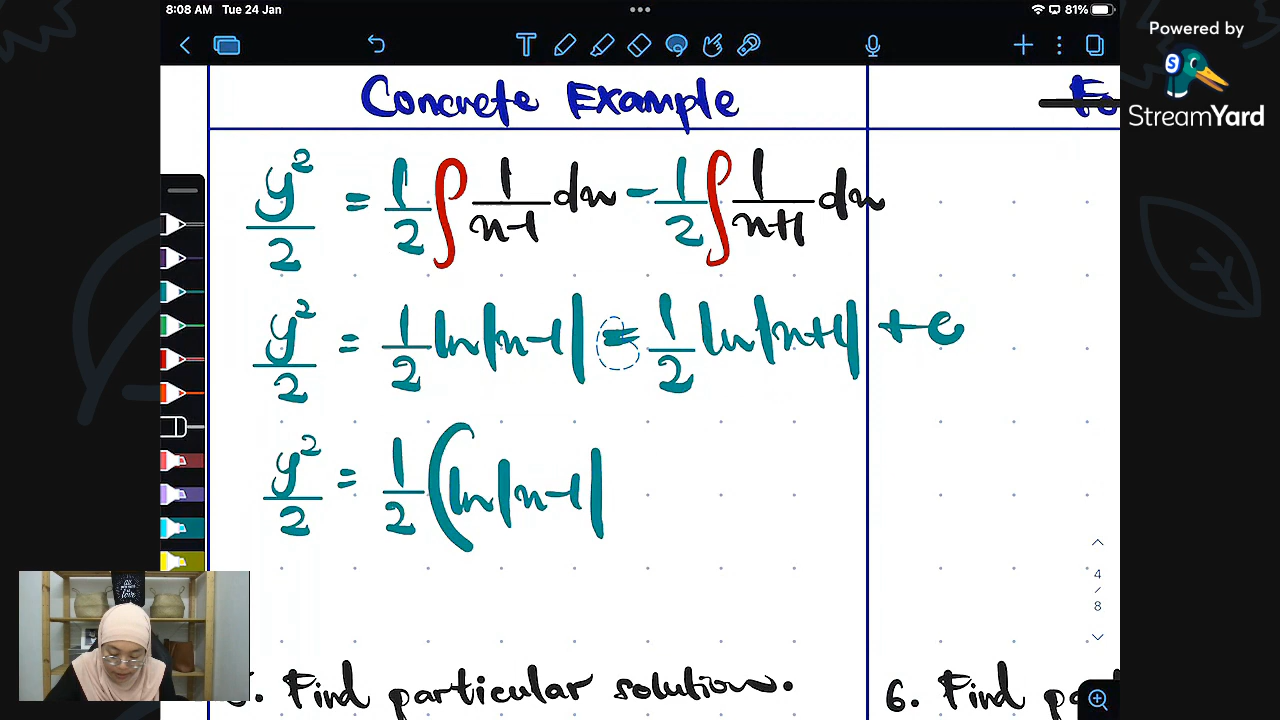 8:08 AM Tue 24 Jan
81%
Powered by
StreamYard
Concrete Example
y²/2 = 1/2 ∫ 1/(x-1) dx - 1/2 ∫ 1/(x+1) dx
y²/2 = 1/2 ln|x-1| = 1/2 ln|x+1| + c
y²/2 = 1/2 (ln|x-1|
4
/
8
5. Find particular solution.
6. Find